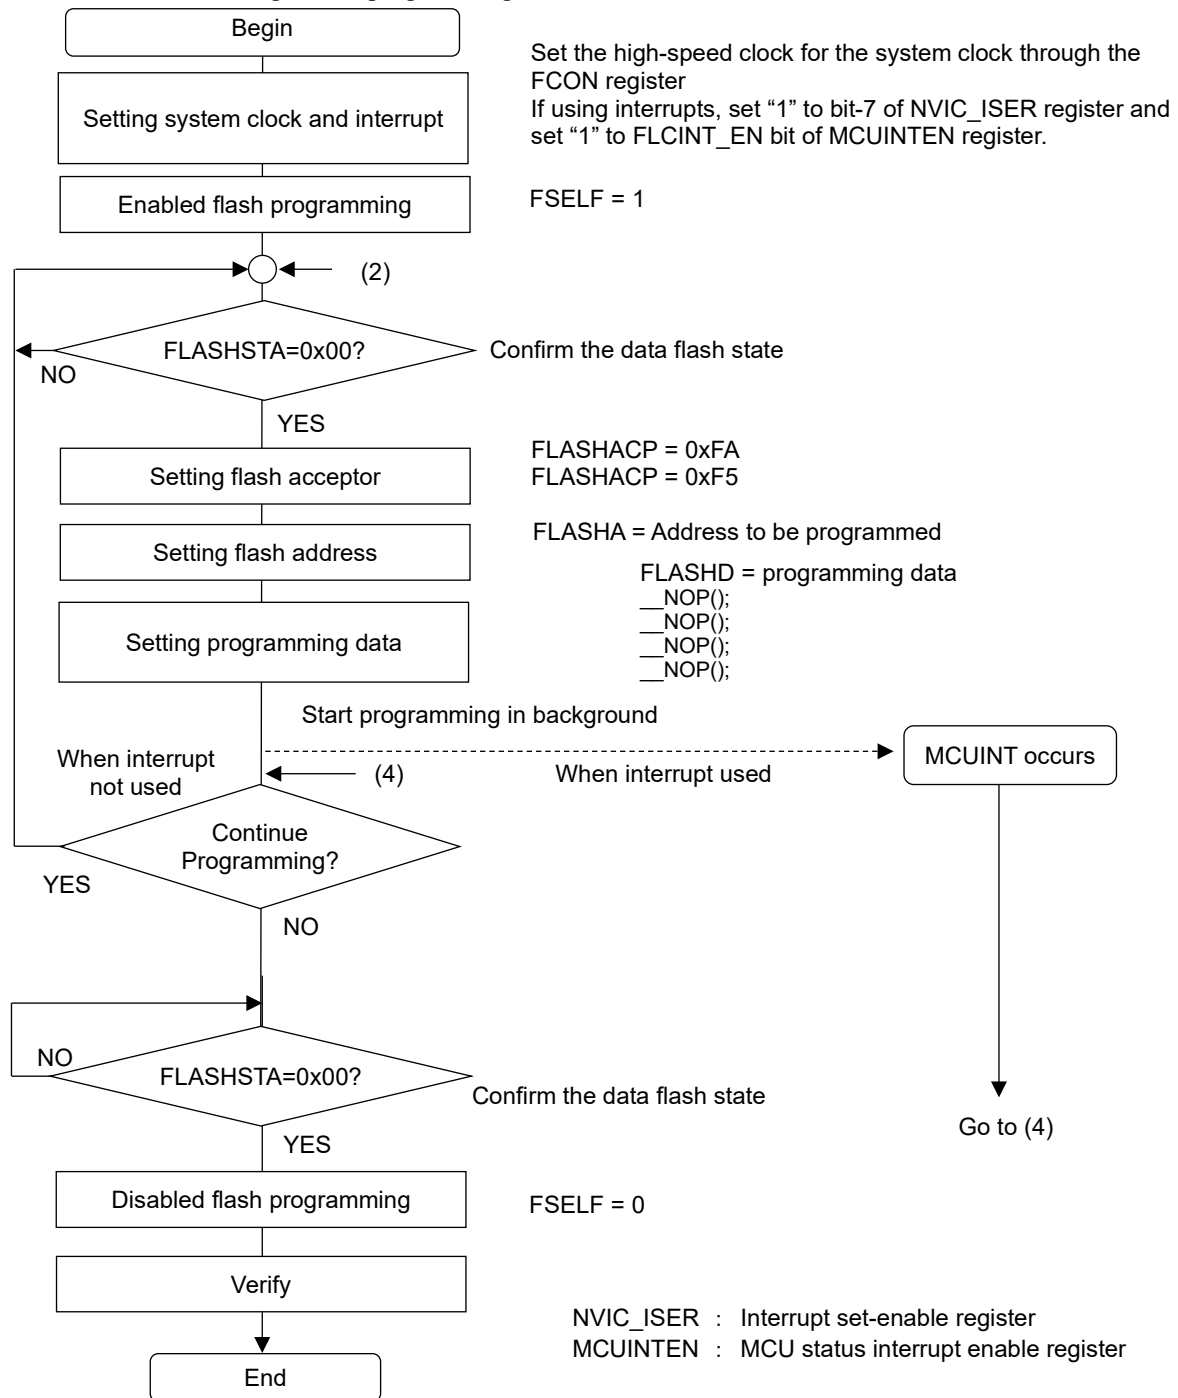 Begin
Set the high-speed clock for the system clock through the
FCON register
If using interrupts, set “1” to bit-7 of NVIC_ISER register and
set “1” to FLCINT_EN bit of MCUINTEN register.
Setting system clock and interrupt
Enabled flash programming
FSELF = 1
(2)
FLASHSTA=0x00?
Confirm the data flash state
NO
YES
Setting flash acceptor
FLASHACP = 0xFA
FLASHACP = 0xF5
Setting flash address
FLASHA = Address to be programmed
Setting programming data
FLASHD = programming data
__NOP();
__NOP();
__NOP();
__NOP();
Start programming in background
When interrupt
not used
(4)
When interrupt used
MCUINT occurs
Continue
Programming?
YES
NO
NO
FLASHSTA=0x00?
Confirm the data flash state
Go to (4)
YES
Disabled flash programming
FSELF = 0
Verify
NVIC_ISER : Interrupt set-enable register
MCUINTEN : MCU status interrupt enable register
End